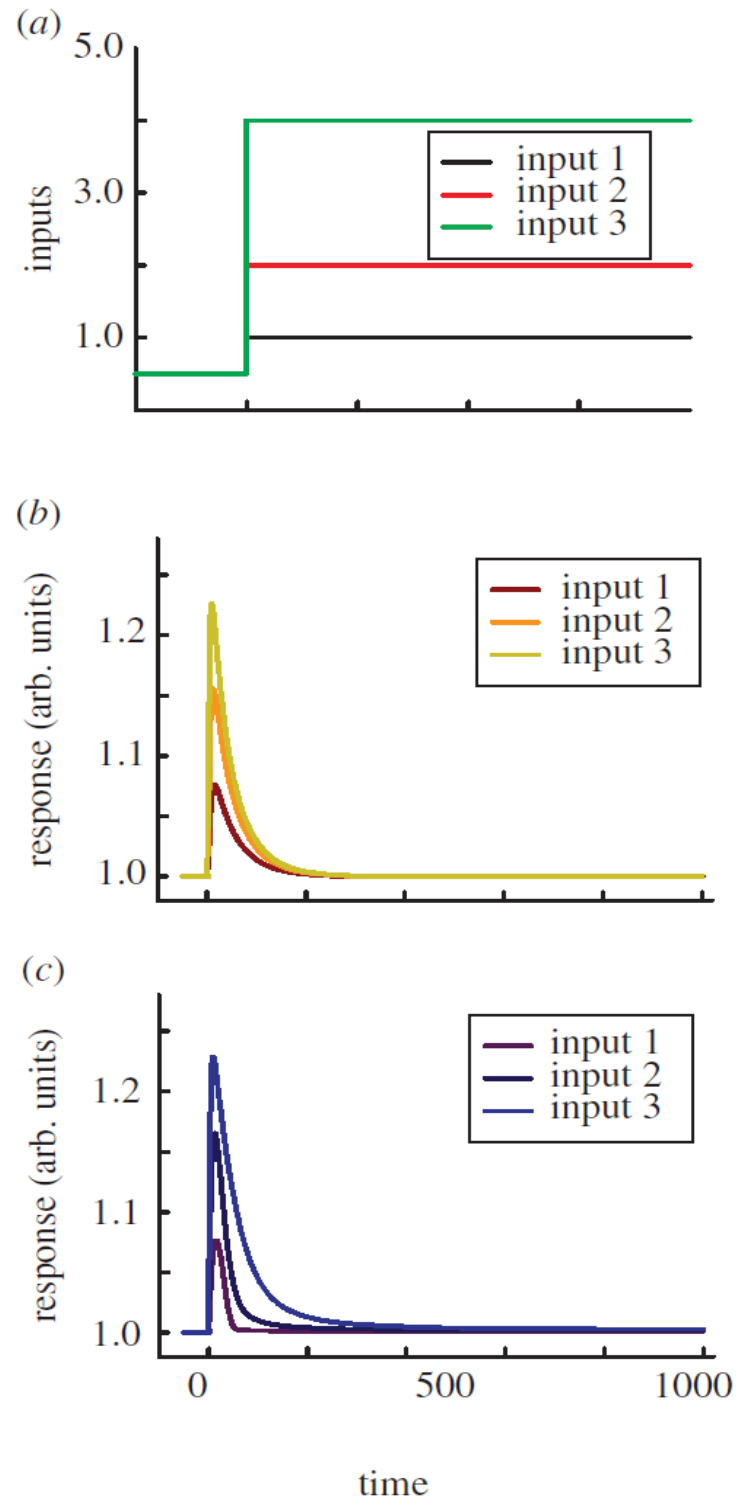 (a)
5.0
3.0
1.0
inputs
input 1
input 2
input 3
(b)
1.2
1.1
1.0
response (arb. units)
input 1
input 2
input 3
(c)
1.2
1.1
1.0
response (arb. units)
input 1
input 2
input 3
0 500 1000
time